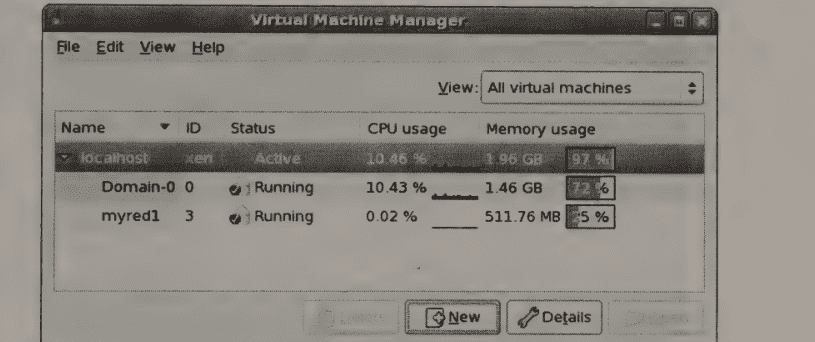 Virtual Machine Manager
File Edit View Help
View: All virtual machines
Name ID Status CPU usage Memory usage
localhost xen Active 10.46 % 1.96 GB 97 %
Domain-0 0 Running 10.43 % 1.46 GB 72 %
myred1 3 Running 0.02 % 511.76 MB 25 %
New Details